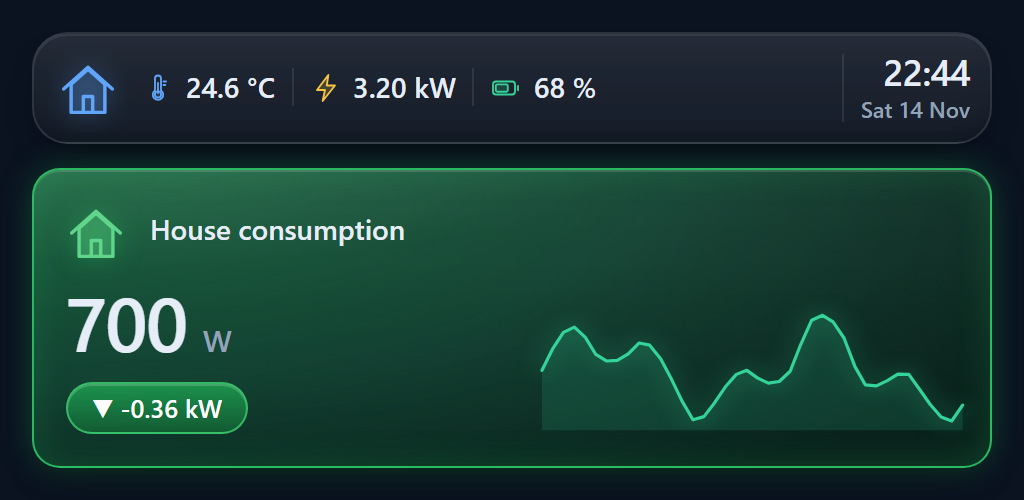 24.6 °C 3.20 kW 68 % 22:44
Sat 14 Nov
House consumption
700 W
▼ -0.36 kW